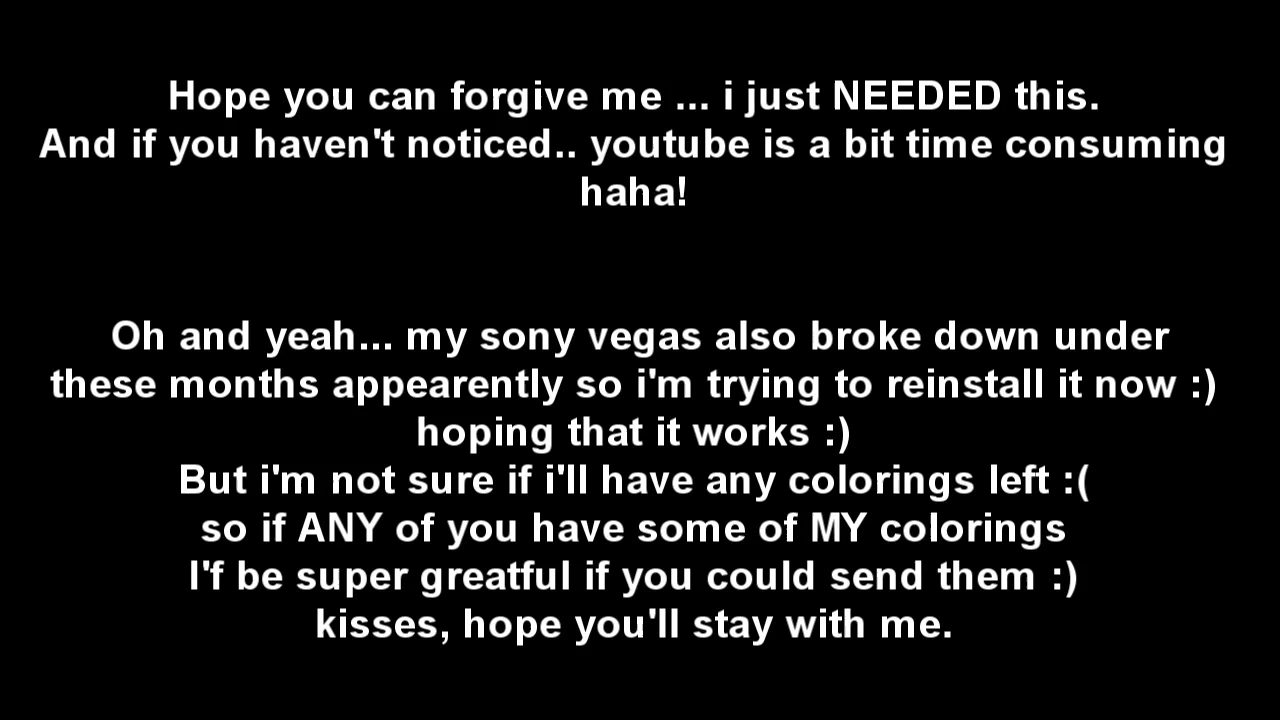 Hope you can forgive me ... i just NEEDED this.
And if you haven't noticed.. youtube is a bit time consuming
haha!
Oh and yeah... my sony vegas also broke down under
these months appearently so i'm trying to reinstall it now :)
hoping that it works :)
But i'm not sure if i'll have any colorings left :(
so if ANY of you have some of MY colorings
I'f be super greatful if you could send them :)
kisses, hope you'll stay with me.